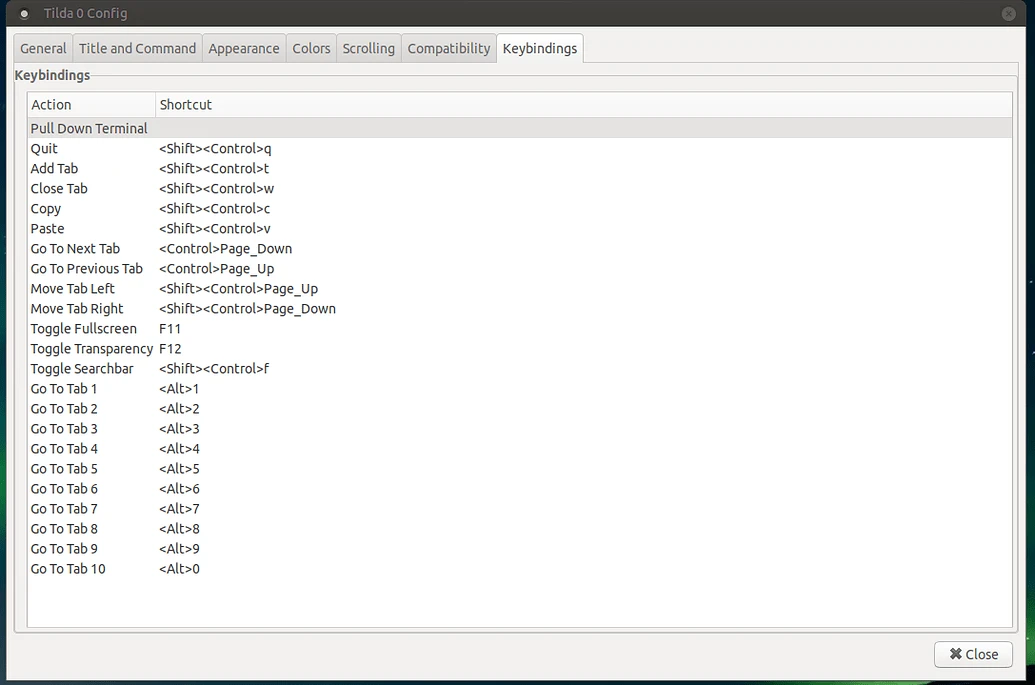 Tilda 0 Config
General Title and Command Appearance Colors Scrolling Compatibility Keybindings
Keybindings
Action Shortcut
Pull Down Terminal
Quit <Shift><Control>q
Add Tab <Shift><Control>t
Close Tab <Shift><Control>w
Copy <Shift><Control>c
Paste <Shift><Control>v
Go To Next Tab <Control>Page_Down
Go To Previous Tab <Control>Page_Up
Move Tab Left <Shift><Control>Page_Up
Move Tab Right <Shift><Control>Page_Down
Toggle Fullscreen F11
Toggle Transparency F12
Toggle Searchbar <Shift><Control>f
Go To Tab 1 <Alt>1
Go To Tab 2 <Alt>2
Go To Tab 3 <Alt>3
Go To Tab 4 <Alt>4
Go To Tab 5 <Alt>5
Go To Tab 6 <Alt>6
Go To Tab 7 <Alt>7
Go To Tab 8 <Alt>8
Go To Tab 9 <Alt>9
Go To Tab 10 <Alt>0
Close